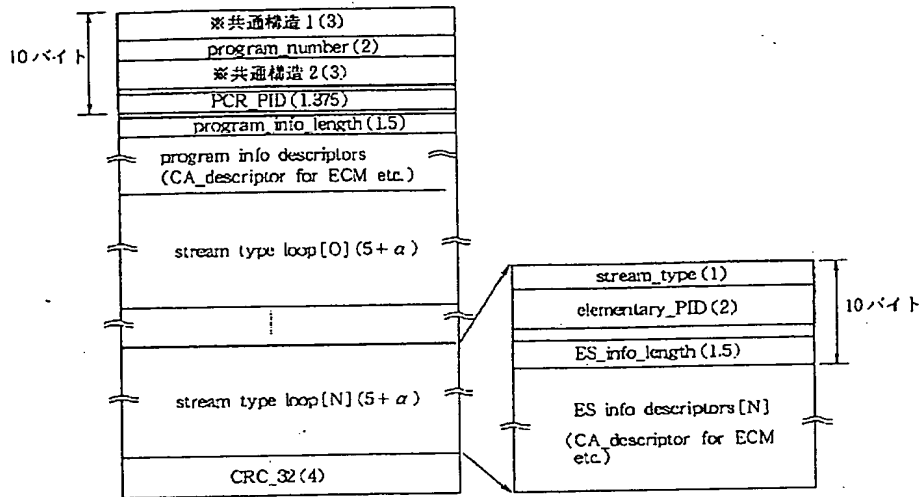 ※共通構造1(3)
10バイト
program_number(2)
※共通構造2(3)
PCR_PID(1.375)
program_info_length(1.5)
program info descriptors
(CA_descriptor for ECM etc.)
stream type loop[O](5+α)
stream type loop[N](5+α)
CRC_32(4)
stream_type(1)
elementary_PID(2)
10バイト
ES_info_length(1.5)
ES info descriptors[N]
(CA_descriptor for ECM
etc.)